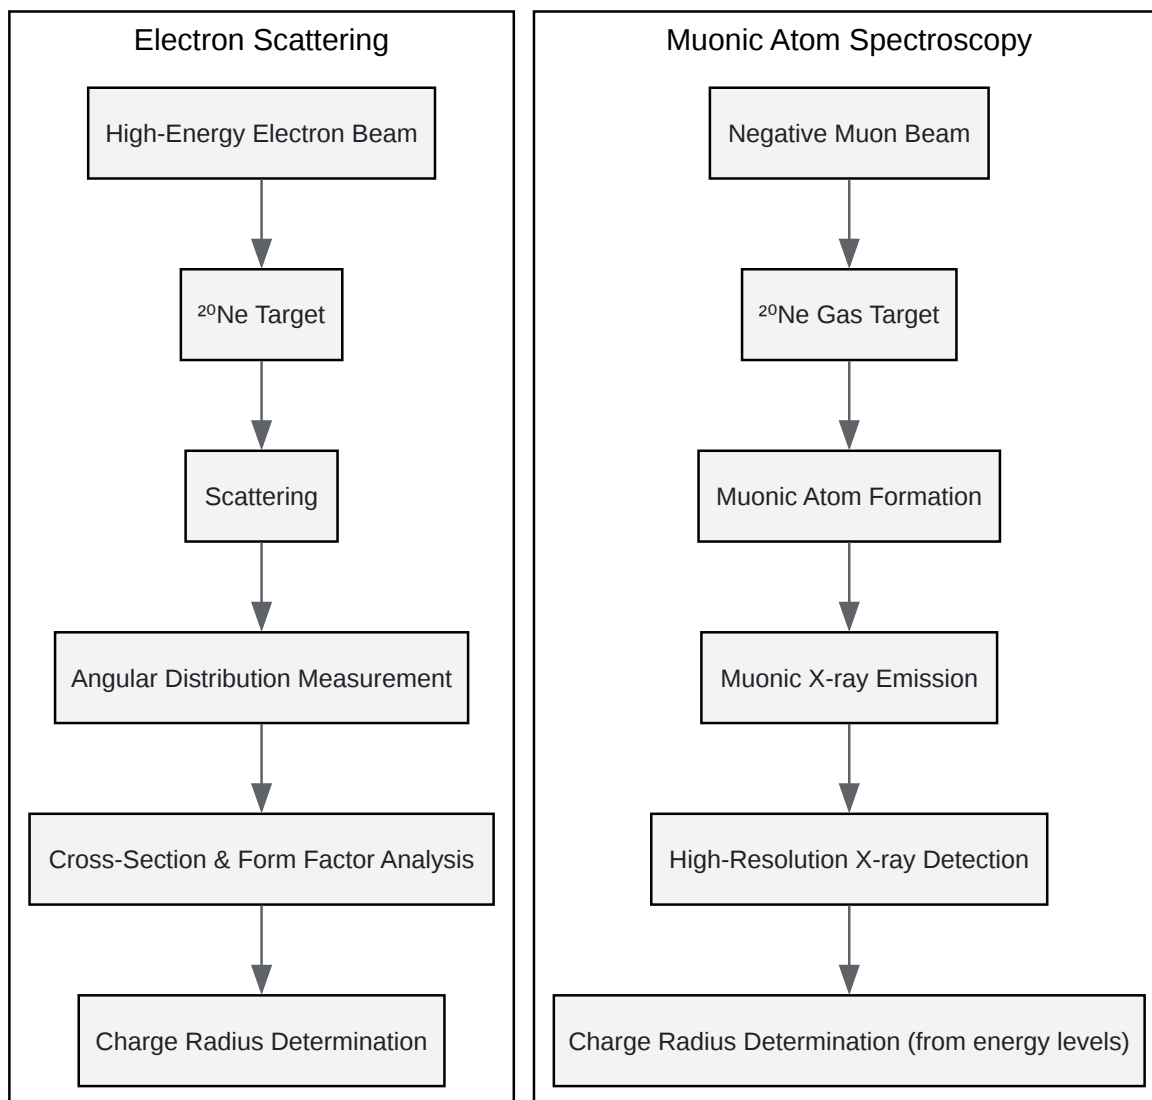 Electron Scattering
High-Energy Electron Beam
²⁰Ne Target
Scattering
Angular Distribution Measurement
Cross-Section & Form Factor Analysis
Charge Radius Determination
Muonic Atom Spectroscopy
Negative Muon Beam
²⁰Ne Gas Target
Muonic Atom Formation
Muonic X-ray Emission
High-Resolution X-ray Detection
Charge Radius Determination (from energy levels)